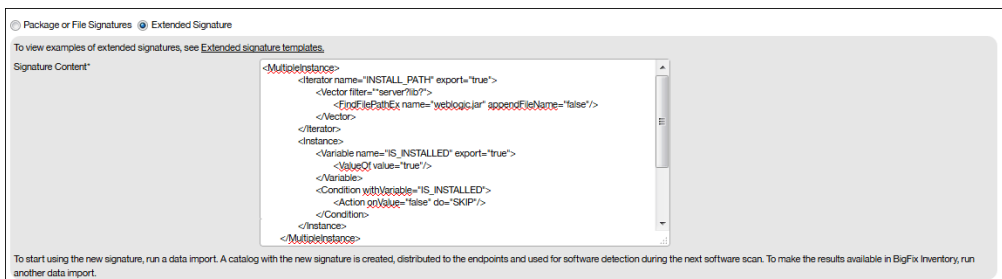 Package or File Signatures Extended Signature
To view examples of extended signatures, see Extended signature templates.
Signature Content*
<MultipleInstance>
<Iterator name="INSTALL_PATH" export="true">
<Vector filter="*server?lib?">
<FindFilePathEx name="weblogic.jar" appendFileName="false"/>
</Vector>
</Iterator>
<Instance>
<Variable name="IS_INSTALLED" export="true">
<ValueOf value="true"/>
</Variable>
<Condition withVariable="IS_INSTALLED">
<Action onValue="false" do="SKIP"/>
</Condition>
</Instance>
</MultipleInstance>
To start using the new signature, run a data import. A catalog with the new signature is created, distributed to the endpoints and used for software detection during the next software scan. To make the results available in BigFix Inventory, run
another data import.